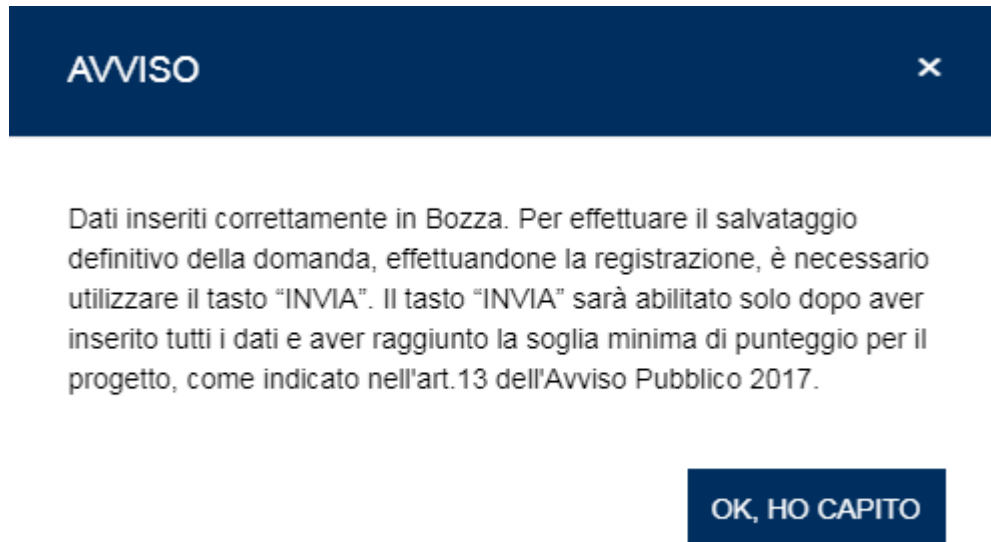 AVVISO ×
Dati inseriti correttamente in Bozza. Per effettuare il salvataggio
definitivo della domanda, effettuandone la registrazione, è necessario
utilizzare il tasto “INVIA”. Il tasto “INVIA” sarà abilitato solo dopo aver
inserito tutti i dati e aver raggiunto la soglia minima di punteggio per il
progetto, come indicato nell'art.13 dell'Avviso Pubblico 2017.
OK, HO CAPITO